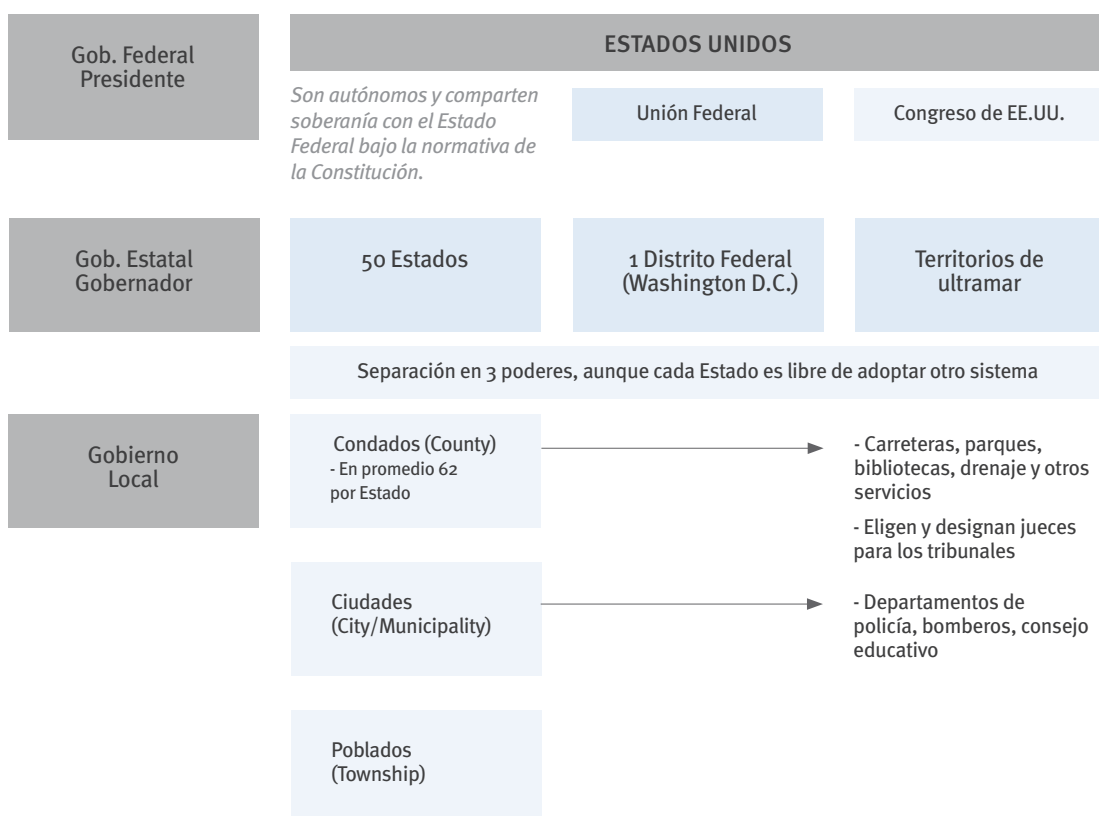 Gob. Federal
Presidente
ESTADOS UNIDOS
Son autónomos y comparten
soberanía con el Estado
Federal bajo la normativa de
la Constitución.
Unión Federal
Congreso de EE.UU.
Gob. Estatal
Gobernador
50 Estados
1 Distrito Federal
(Washington D.C.)
Territorios de
ultramar
Separación en 3 poderes, aunque cada Estado es libre de adoptar otro sistema
Gobierno
Local
Condados (County)
- En promedio 62
por Estado
- Carreteras, parques,
bibliotecas, drenaje y otros
servicios
- Eligen y designan jueces
para los tribunales
Ciudades
(City/Municipality)
- Departamentos de
policía, bomberos, consejo
educativo
Poblados
(Township)